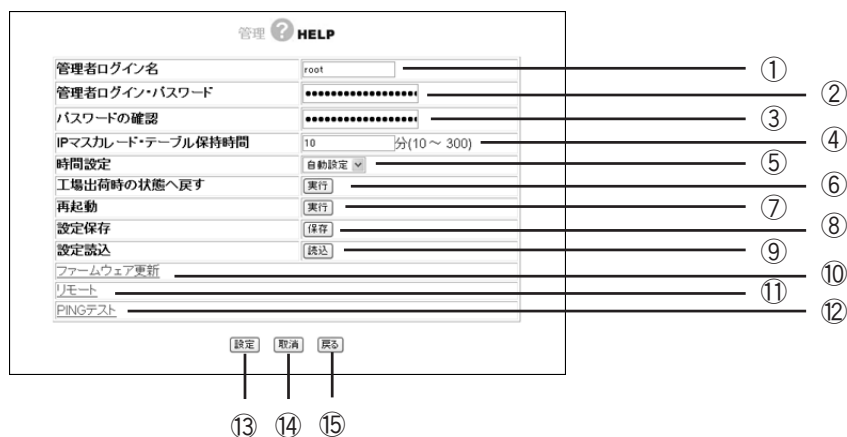 管理 ? HELP
管理者ログイン名 root ①
管理者ログイン・パスワード ●●●●●●●●●●●●●●●●●● ②
パスワードの確認 ●●●●●●●●●●●●●●●●●● ③
IPマスカレード・テーブル保持時間 10 分(10～300) ④
時間設定 自動設定 ⑤
工場出荷時の状態へ戻す 実行 ⑥
再起動 実行 ⑦
設定保存 保存 ⑧
設定読込 読込 ⑨
ファームウェア更新 ⑩
リモート ⑪
PINGテスト ⑫
設定 取消 戻る
⑬ ⑭ ⑮